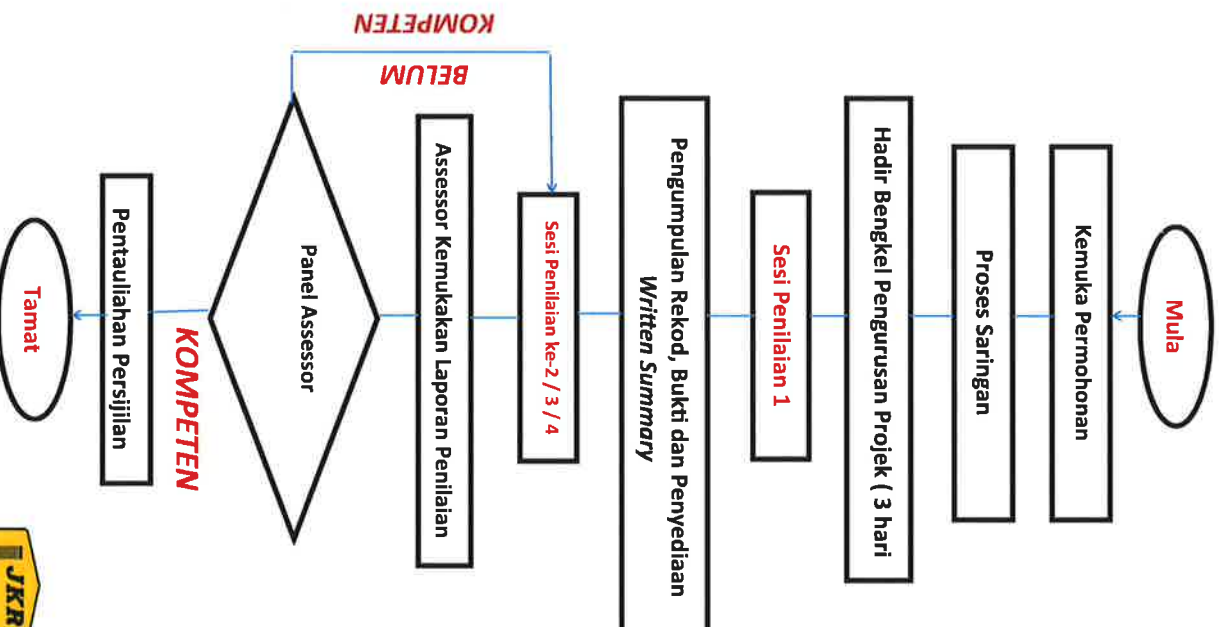 Mula
Kemuka Permohonan
Proses Saringan
Hadir Bengkel Pengurusan Projek ( 3 hari
Sesi Penilaian 1
Pengumpulan Rekod, Bukti dan Penyediaan
Written Summary
Sesi Penilaian ke-2 / 3 / 4
Assessor Kemukakan Laporan Penilaian
Panel Assessor
BELUM
KOMPETEN
KOMPETEN
Pentauliahan Persijilan
Tamat
JKR